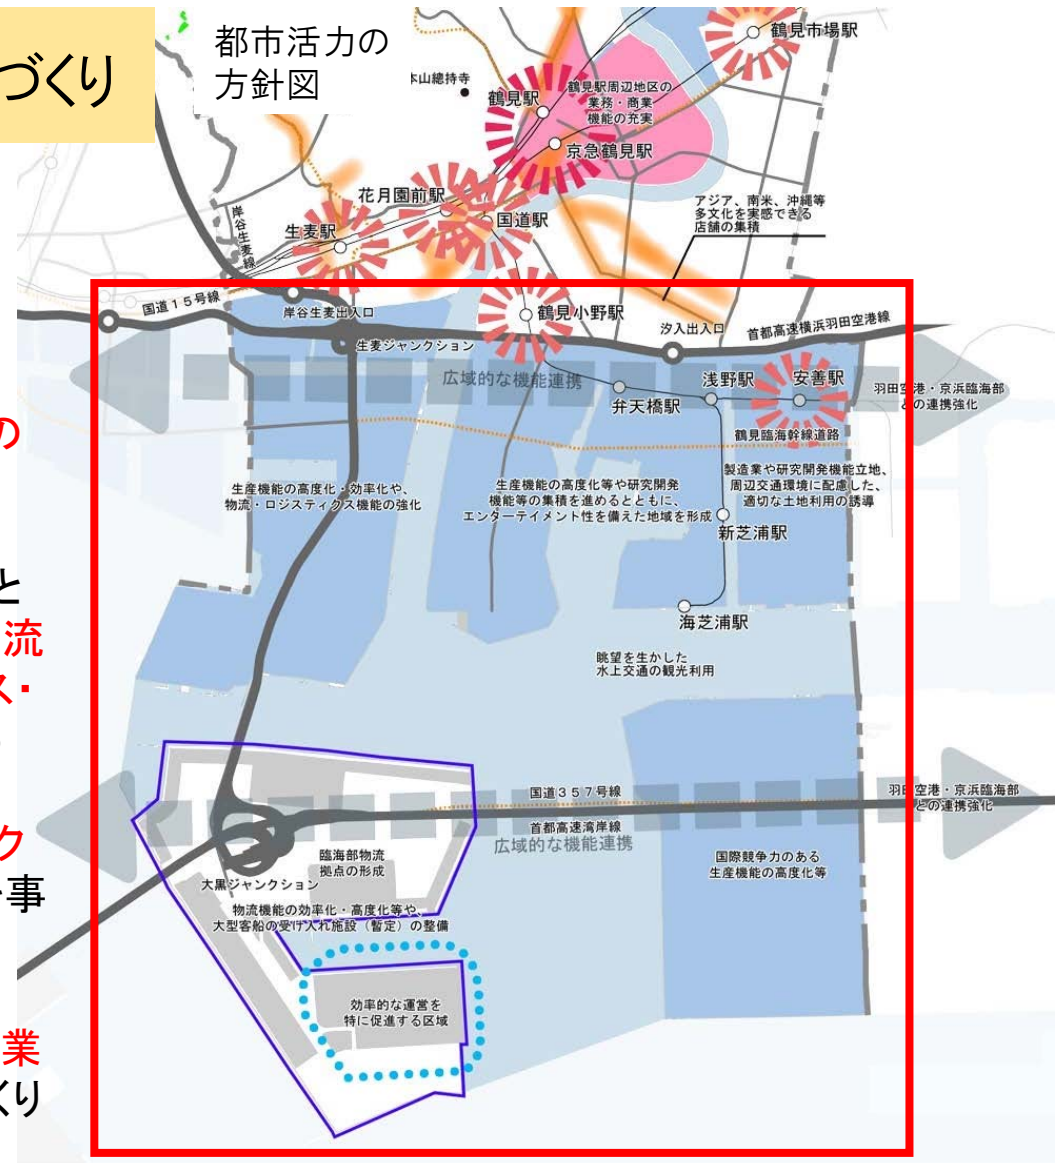 づくり
都市活力の
方針図
鶴見市場駅
本山總持寺
鶴見駅
鶴見駅周辺地区の
業務・商業
機能の充実
京急鶴見駅
花月園前駅
国道駅
アジア、南米、沖縄等
多文化を実感できる
店舗の集積
岸谷生麦線
生麦駅
国道15号線
岸谷生麦出入口
鶴見小野駅
汐入出入口
首都高速横浜羽田空港線
生麦ジャンクション
広域的な機能連携
弁天橋駅
浅野駅
安善駅
羽田空港・京浜臨海部
との連携強化
の
鶴見臨海幹線道路
生産機能の高度化・効率化や、
物流・ロジスティクス機能の強化
生産機能の高度化等や研究開発
機能等の集積を進めるとともに、
エンターテイメント性を備えた地域を形成
製造業や研究開発機能立地、
周辺交通環境に配慮した、
適切な土地利用の誘導
新芝浦駅
と
流
海芝浦駅
ス・
眺望を生かした
水上交通の観光利用
国道357号線
首都高速湾岸線
広域的な機能連携
羽田空港・京浜臨海部
との連携強化
ク
事
臨海部物流
拠点の形成
大黒ジャンクション
国際競争力のある
生産機能の高度化等
物流機能の効率化・高度化等や、
大型客船の受け入れ施設（暫定）の整備
効率的な運営を
特に促進する区域
業
くり